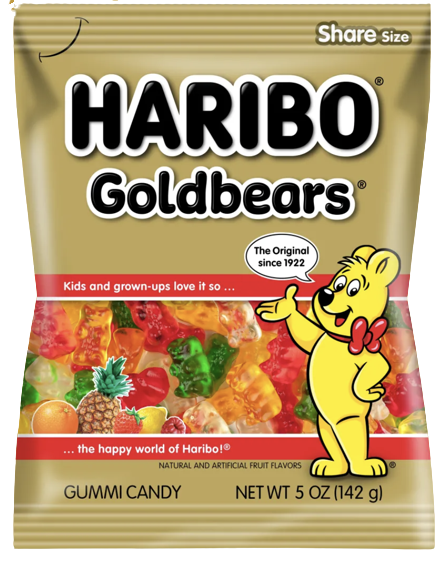 Share Size
HARIBO®
Goldbears®
The Original
since 1922
Kids and grown-ups love it so ...
... the happy world of Haribo!®
NATURAL AND ARTIFICIAL FRUIT FLAVORS
®
GUMMI CANDY NET WT 5 OZ (142 g)